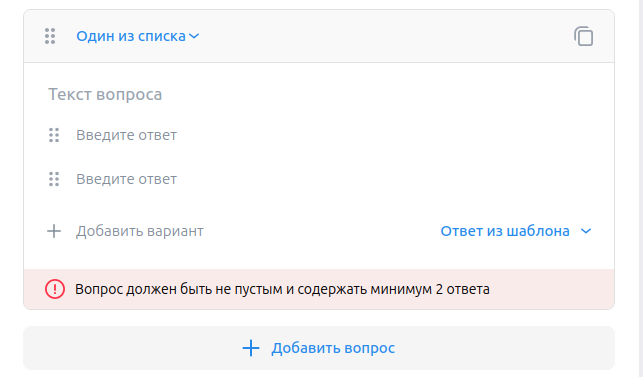 Один из списка
Текст вопроса
Введите ответ
Введите ответ
Добавить вариант
Ответ из шаблона
Вопрос должен быть не пустым и содержать минимум 2 ответа
Добавить вопрос